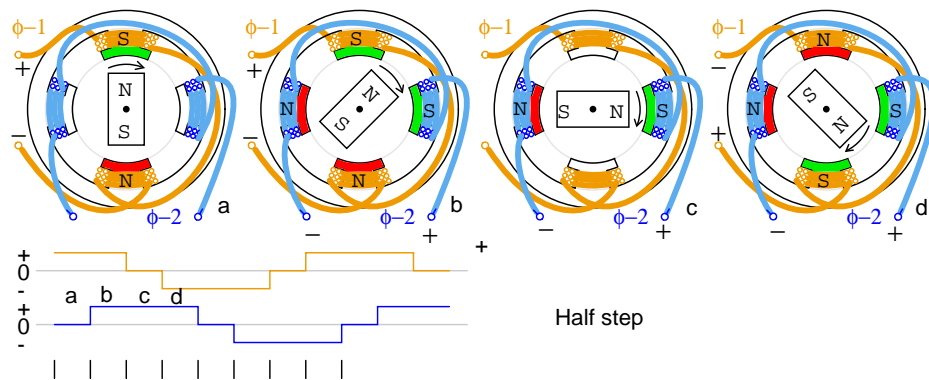 ϕ-1 S N S N ϕ-2 a + −
ϕ-1 S N S N S N ϕ-2 b + − − +
ϕ-1 N S N S ϕ-2 c − +
ϕ-1 N N S S N S ϕ-2 d − + − +
+
+
0
-
a b c d
+
0
-
Half step